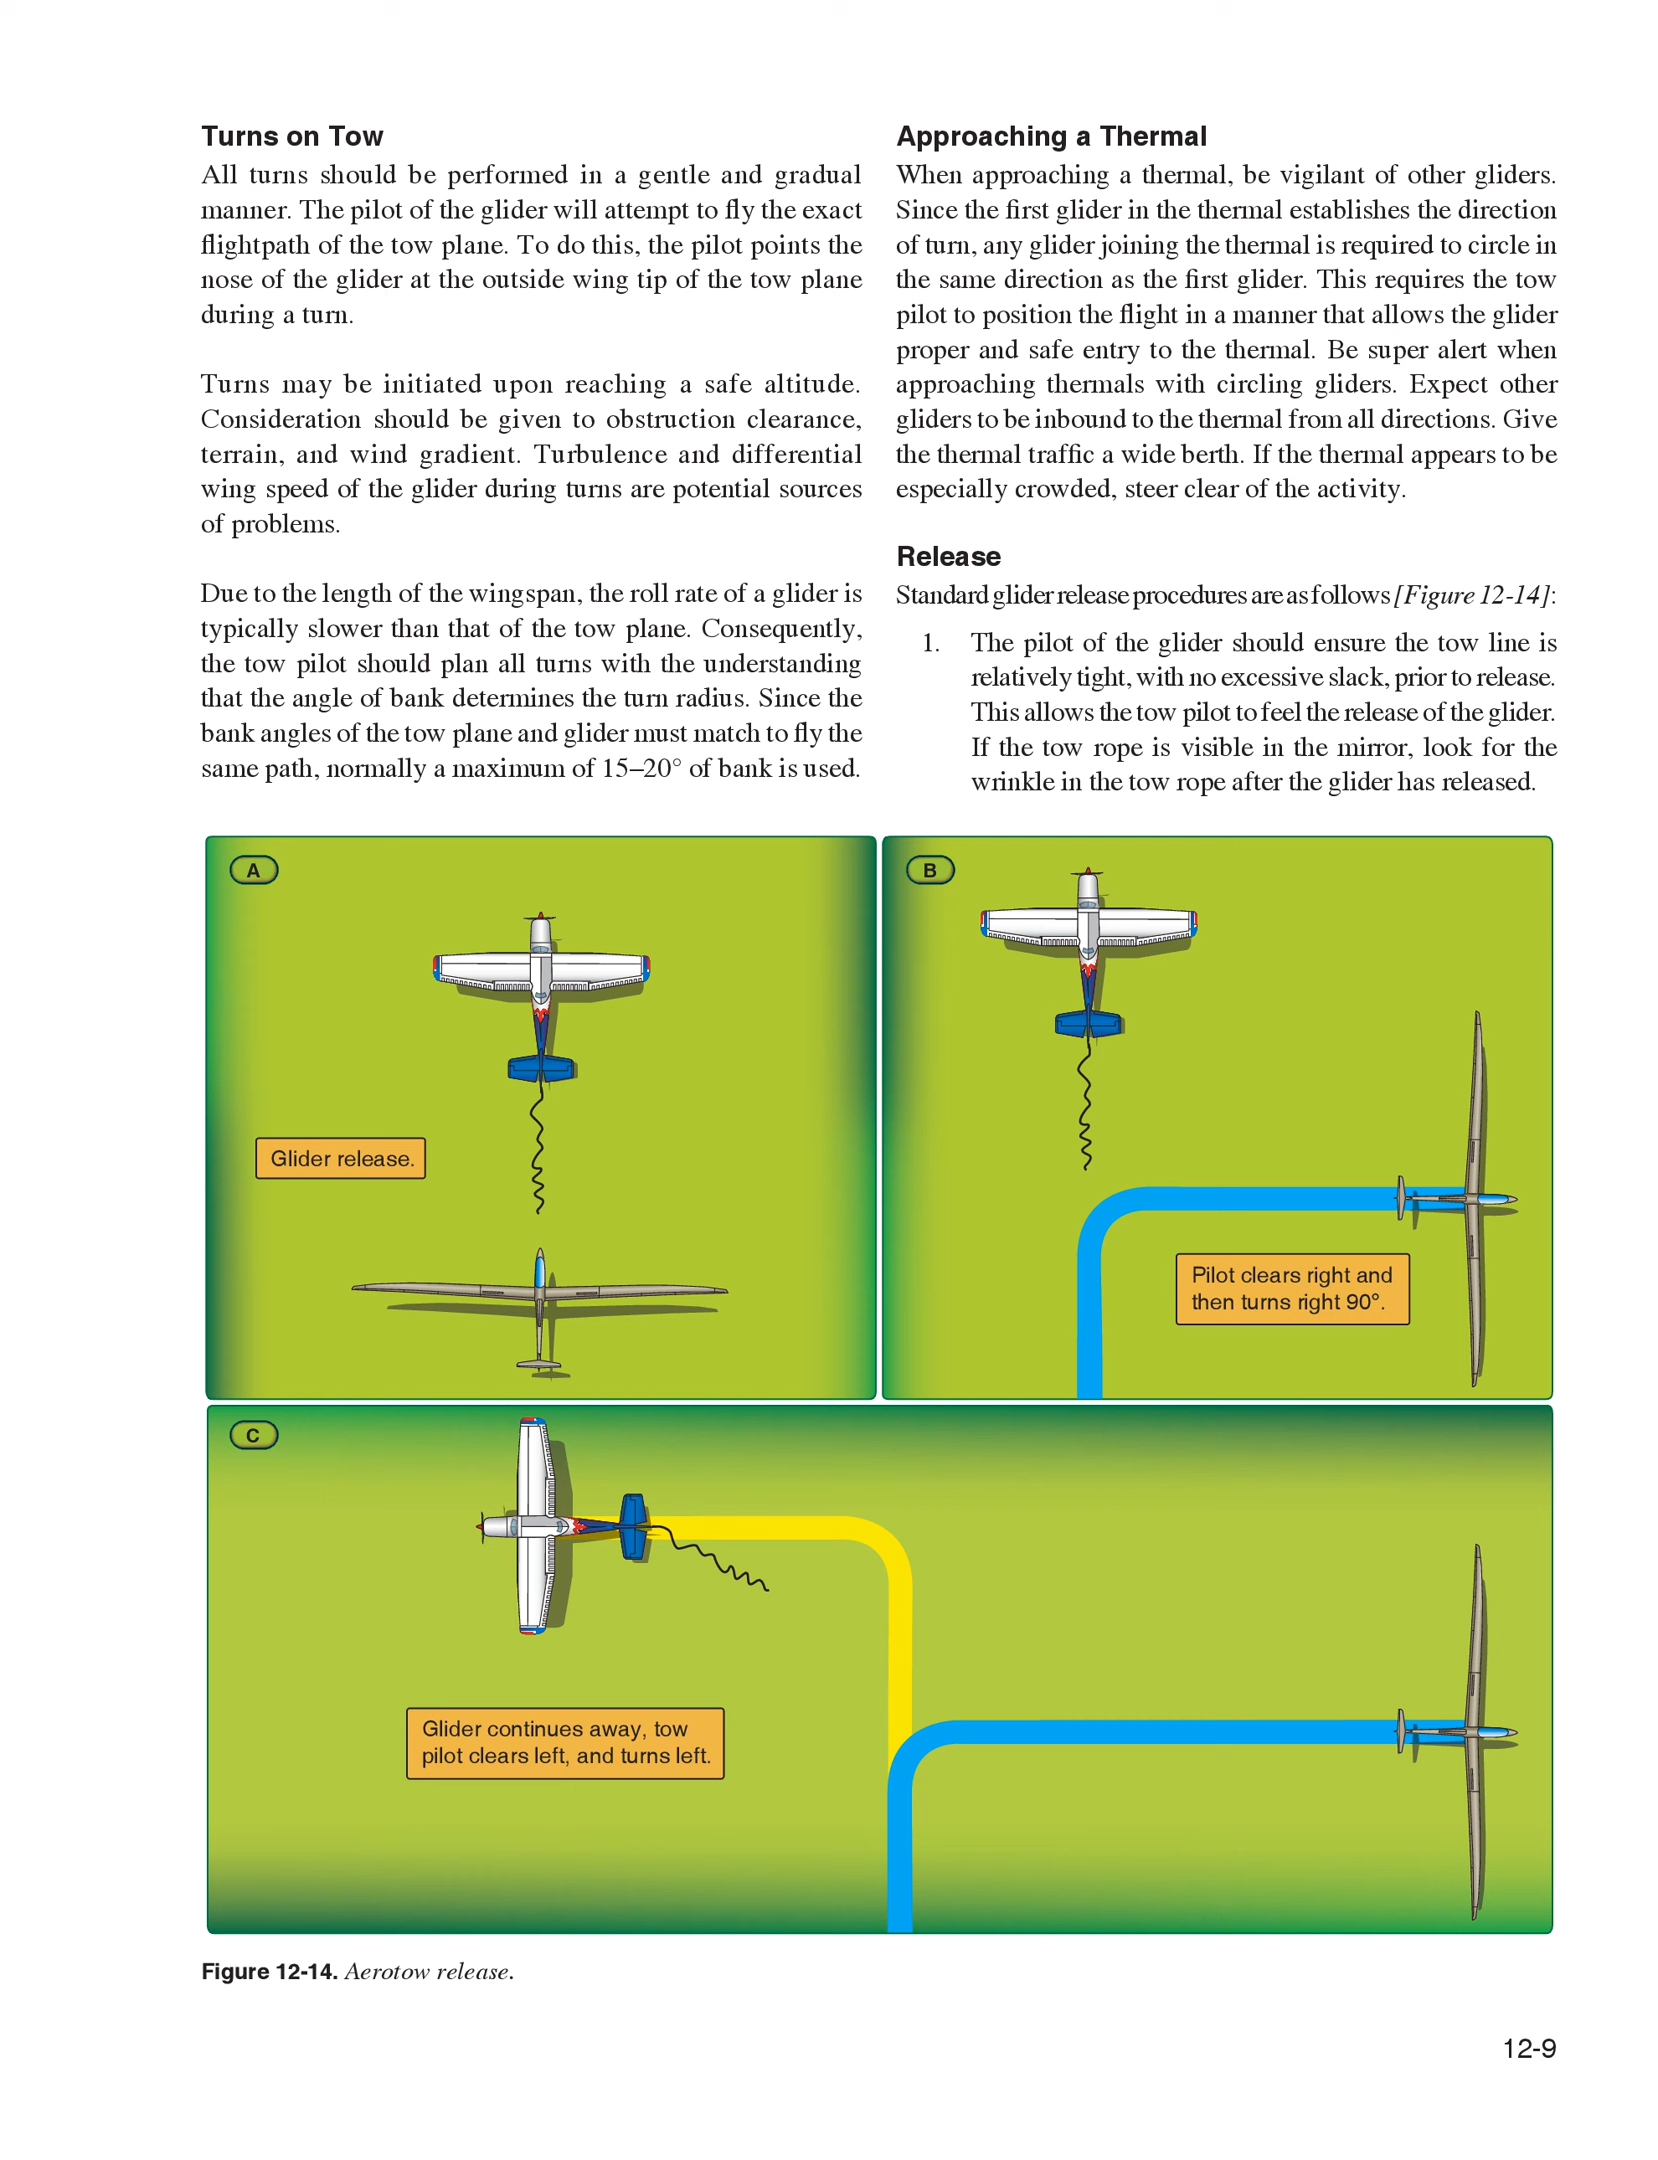 Turns on Tow
All turns should be performed in a gentle and gradual
manner. The pilot of the glider will attempt to fly the exact
flightpath of the tow plane. To do this, the pilot points the
nose of the glider at the outside wing tip of the tow plane
during a turn.
Turns may be initiated upon reaching a safe altitude.
Consideration should be given to obstruction clearance,
terrain, and wind gradient. Turbulence and differential
wing speed of the glider during turns are potential sources
of problems.
Due to the length of the wingspan, the roll rate of a glider is
typically slower than that of the tow plane. Consequently,
the tow pilot should plan all turns with the understanding
that the angle of bank determines the turn radius. Since the
bank angles of the tow plane and glider must match to fly the
same path, normally a maximum of 15–20° of bank is used.
Approaching a Thermal
When approaching a thermal, be vigilant of other gliders.
Since the first glider in the thermal establishes the direction
of turn, any glider joining the thermal is required to circle in
the same direction as the first glider. This requires the tow
pilot to position the flight in a manner that allows the glider
proper and safe entry to the thermal. Be super alert when
approaching thermals with circling gliders. Expect other
gliders to be inbound to the thermal from all directions. Give
the thermal traffic a wide berth. If the thermal appears to be
especially crowded, steer clear of the activity.
Release
Standard glider release procedures are as follows [Figure 12-14]:
1. The pilot of the glider should ensure the tow line is
relatively tight, with no excessive slack, prior to release.
This allows the tow pilot to feel the release of the glider.
If the tow rope is visible in the mirror, look for the
wrinkle in the tow rope after the glider has released.
A
Glider release.
B
Pilot clears right and
then turns right 90°.
C
Glider continues away, tow
pilot clears left, and turns left.
Figure 12-14. Aerotow release.
12-9